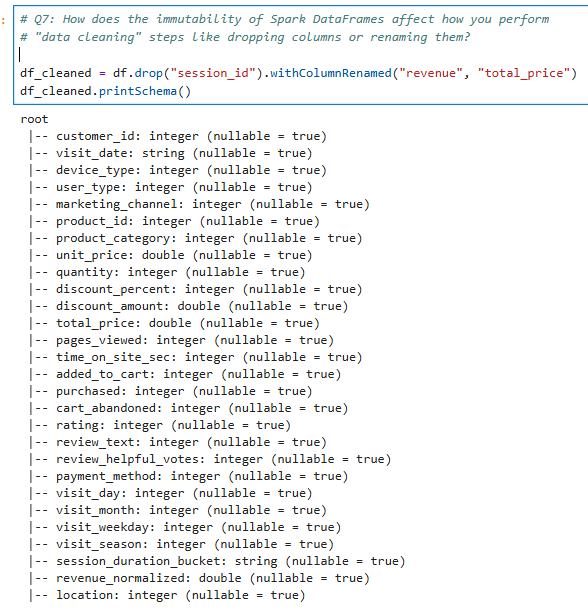 :
# Q7: How does the immutability of Spark DataFrames affect how you perform
# "data cleaning" steps like dropping columns or renaming them?
df_cleaned = df.drop("session_id").withColumnRenamed("revenue", "total_price")
df_cleaned.printSchema()
root
|-- customer_id: integer (nullable = true)
|-- visit_date: string (nullable = true)
|-- device_type: integer (nullable = true)
|-- user_type: integer (nullable = true)
|-- marketing_channel: integer (nullable = true)
|-- product_id: integer (nullable = true)
|-- product_category: integer (nullable = true)
|-- unit_price: double (nullable = true)
|-- quantity: integer (nullable = true)
|-- discount_percent: integer (nullable = true)
|-- discount_amount: double (nullable = true)
|-- total_price: double (nullable = true)
|-- pages_viewed: integer (nullable = true)
|-- time_on_site_sec: integer (nullable = true)
|-- added_to_cart: integer (nullable = true)
|-- purchased: integer (nullable = true)
|-- cart_abandoned: integer (nullable = true)
|-- rating: integer (nullable = true)
|-- review_text: integer (nullable = true)
|-- review_helpful_votes: integer (nullable = true)
|-- payment_method: integer (nullable = true)
|-- visit_day: integer (nullable = true)
|-- visit_month: integer (nullable = true)
|-- visit_weekday: integer (nullable = true)
|-- visit_season: integer (nullable = true)
|-- session_duration_bucket: string (nullable = true)
|-- revenue_normalized: double (nullable = true)
|-- location: integer (nullable = true)